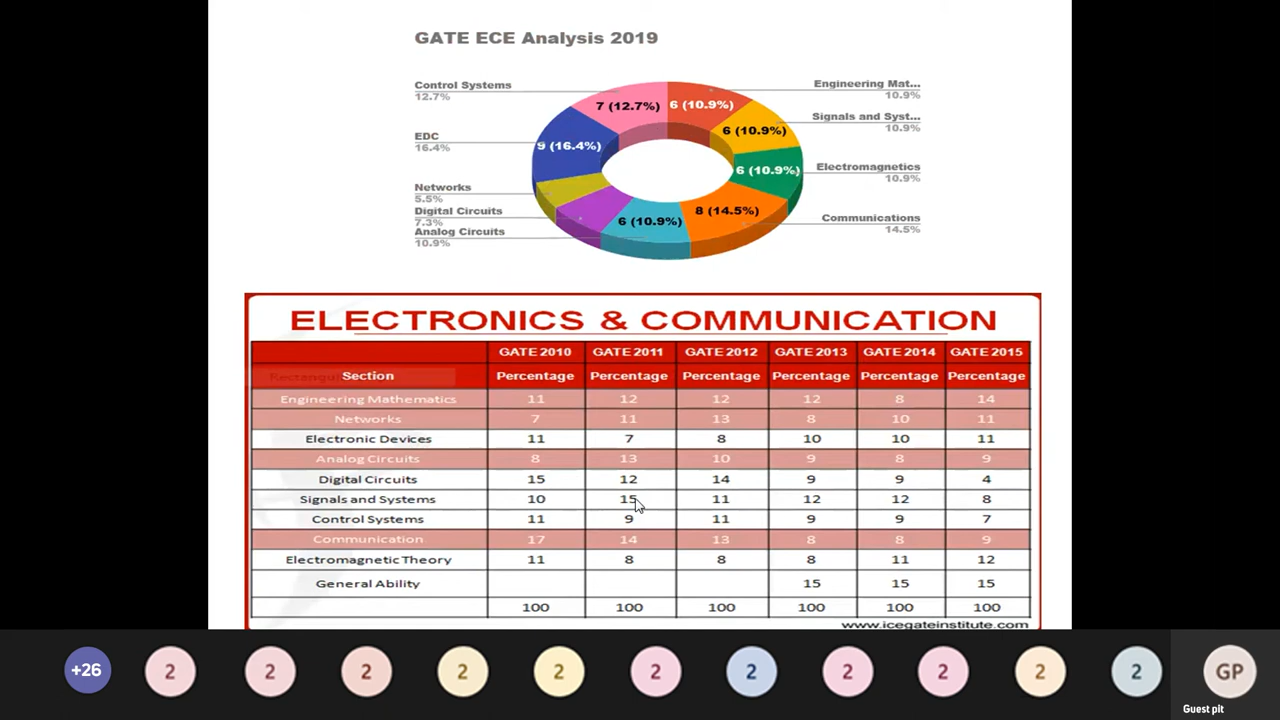 GATE ECE Analysis 2019
Control Systems
12.7%
EDC
16.4%
Networks
5.5%
Digital Circuits
7.3%
Analog Circuits
10.9%
7 (12.7%)
6 (10.9%)
6 (10.9%)
9 (16.4%)
6 (10.9%)
8 (14.5%)
6 (10.9%)
Engineering Mat...
10.9%
Signals and Syst...
10.9%
Electromagnetics
10.9%
Communications
14.5%
ELECTRONICS & COMMUNICATION
GATE 2010 GATE 2011 GATE 2012 GATE 2013 GATE 2014 GATE 2015
Section Percentage Percentage Percentage Percentage Percentage Percentage
Engineering Mathematics 11 12 12 12 8 14
Networks 7 11 13 8 10 11
Electronic Devices 11 7 8 10 10 11
Analog Circuits 8 13 10 9 8 9
Digital Circuits 15 12 14 9 9 4
Signals and Systems 10 15 11 12 12 8
Control Systems 11 9 11 9 9 7
Communication 17 14 13 8 8 9
Electromagnetic Theory 11 8 8 8 11 12
General Ability 15 15 15
100 100 100 100 100 100
www.icegateinstitute.com
+26 2 2 2 2 2 2 2 2 2 2 2 GP
Guest pit